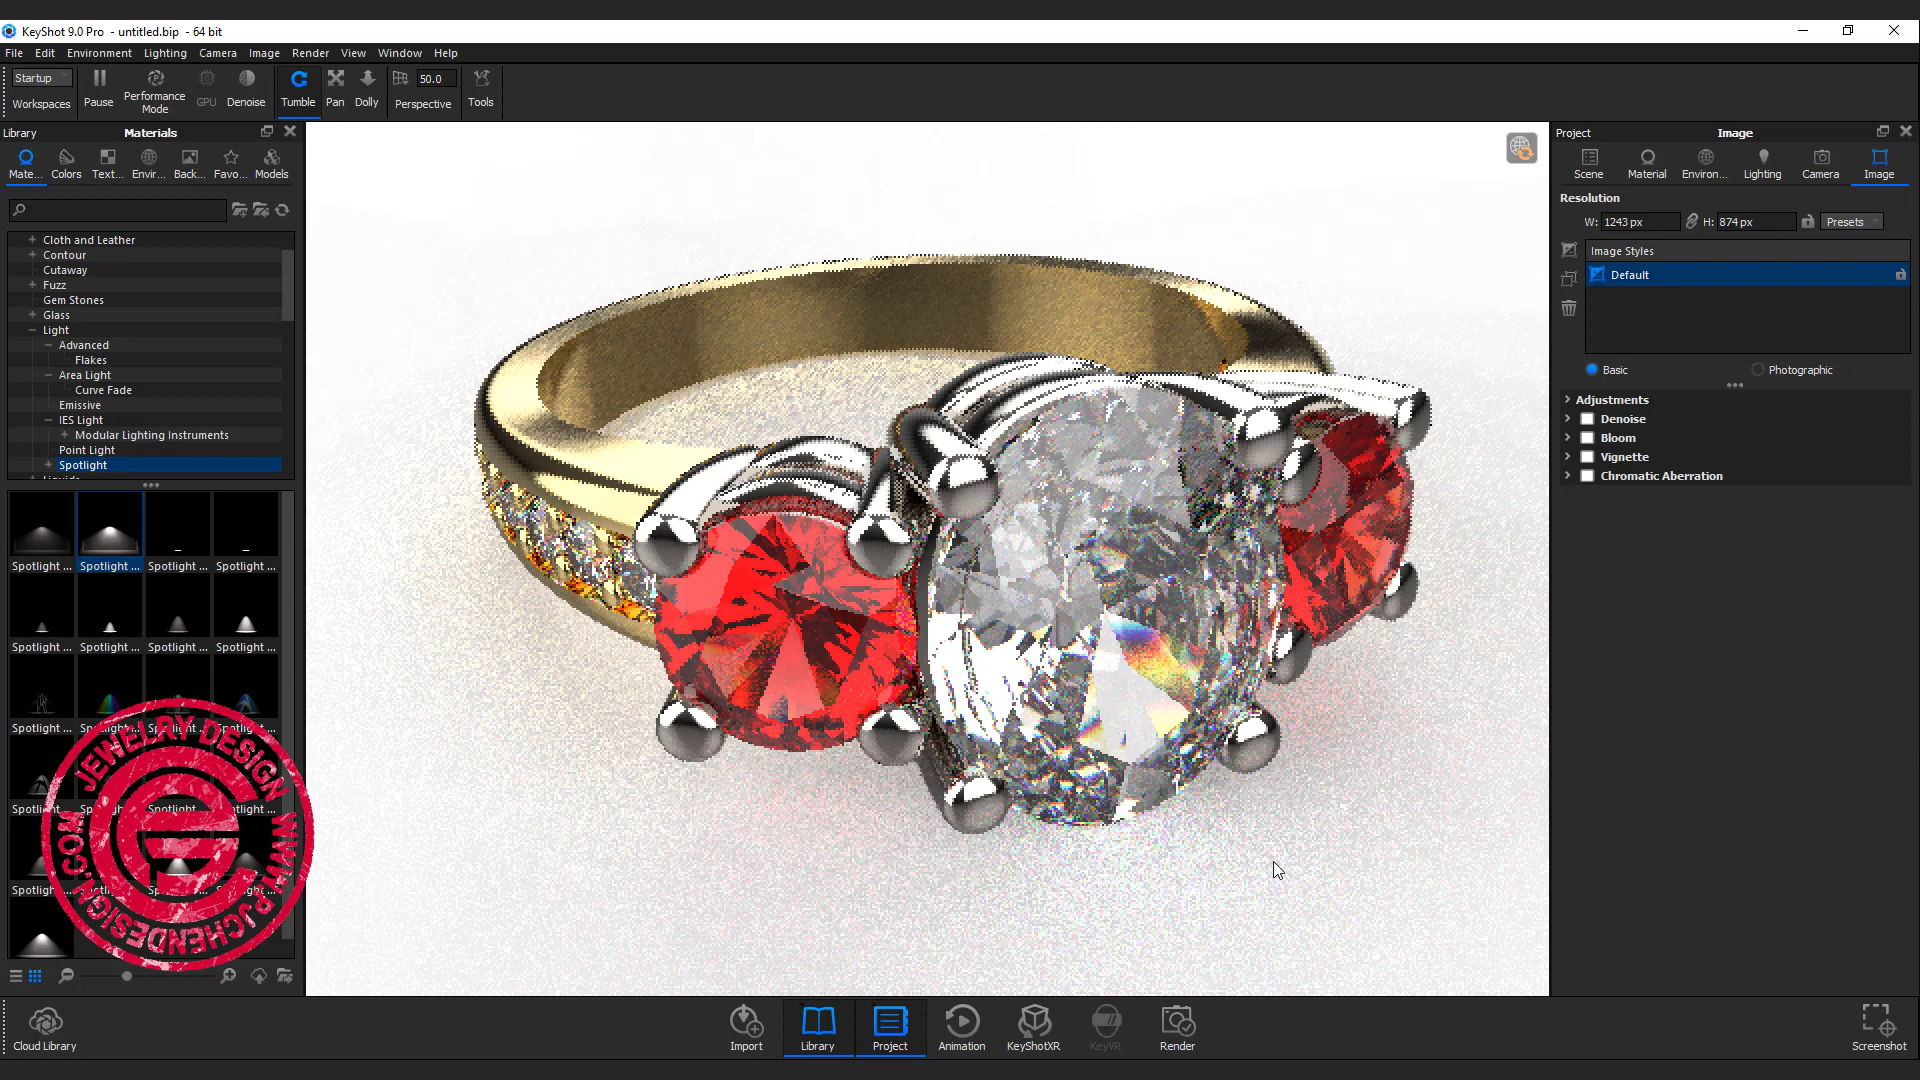 KeyShot 9.0 Pro - untitled.bip - 64 bit
File Edit Environment Lighting Camera Image Render View Window Help
Startup
Workspaces
Pause
Performance Mode
GPU
Denoise
Tumble
Pan
Dolly
50.0
Perspective
Tools
Library
Materials
Mate... Colors Text... Envir... Back... Favo... Models
Cloth and Leather
Contour
Cutaway
Fuzz
Gem Stones
Glass
Light
Advanced
Flakes
Area Light
Curve Fade
Emissive
IES Light
Modular Lighting Instruments
Point Light
Spotlight
Spotlight ... Spotlight ... Spotlight ... Spotlight ...
Spotlight ... Spotlight ... Spotlight ... Spotlight ...
JEWELRY DESIGN
WWW.PJCHENDESIGN.COM
Project
Image
Scene Material Environ... Lighting Camera Image
Resolution
W: 1243 px H: 874 px Presets
Image Styles
Default
Basic Photographic
Adjustments
Denoise
Bloom
Vignette
Chromatic Aberration
Cloud Library
Import
Library
Project
Animation
KeyShotXR
KeyVR
Render
Screenshot